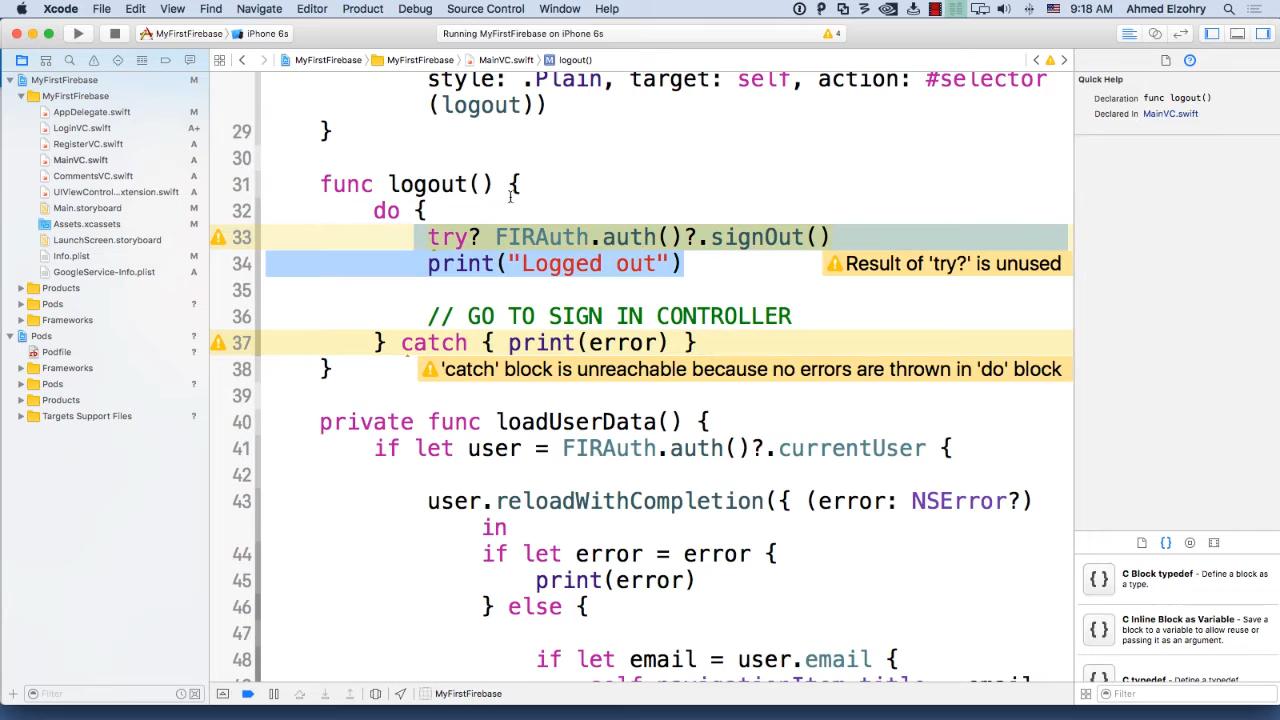 Xcode File Edit View Find Navigate Editor Product Debug Source Control Window Help 9:18 AM Ahmed Elzohry
MyFirstFirebase iPhone 6s Running MyFirstFirebase on iPhone 6s 4
MyFirstFirebase MyFirstFirebase MainVC.swift M logout()
MyFirstFirebase M
MyFirstFirebase
AppDelegate.swift M
LoginVC.swift A+
RegisterVC.swift A
MainVC.swift A
CommentsVC.swift A
UIViewControl...xtension.swift A
Main.storyboard M
Assets.xcassets M
LaunchScreen.storyboard
Info.plist
GoogleService-Info.plist
Products
Pods ?
Frameworks
Pods
Podfile
Frameworks
Pods
Products
Targets Support Files
Filter
style: .Plain, target: self, action: #selector
(logout))
29 }
30
31 func logout() {
32 do {
33 try? FIRAuth.auth()?.signOut()
34 print("Logged out") Result of 'try?' is unused
35
36 // GO TO SIGN IN CONTROLLER
37 } catch { print(error) }
38 } 'catch' block is unreachable because no errors are thrown in 'do' block
39
40 private func loadUserData() {
41 if let user = FIRAuth.auth()?.currentUser {
42
43 user.reloadWithCompletion({ (error: NSError?)
in
44 if let error = error {
45 print(error)
46 } else {
47
48 if let email = user.email {
self.navigationItem.title = email
MyFirstFirebase
Quick Help
Declaration func logout()
Declared In MainVC.swift
{ } C Block typedef - Define a block as
a type.
{ } C Inline Block as Variable - Save a
block to a variable to allow reuse or
passing it as an argument.
C typedef - Define a typedef
Filter